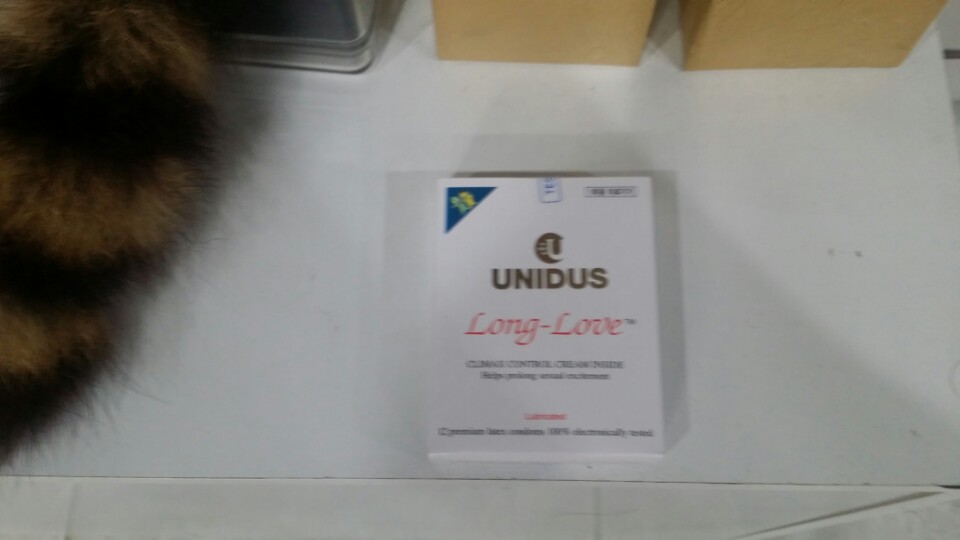 UNIDUS
Long-Love™
CLIMAX CONTROL CREAM INSIDE
Helps prolong sexual excitement
Lubricated
12 premium latex condoms 100% electronically tested